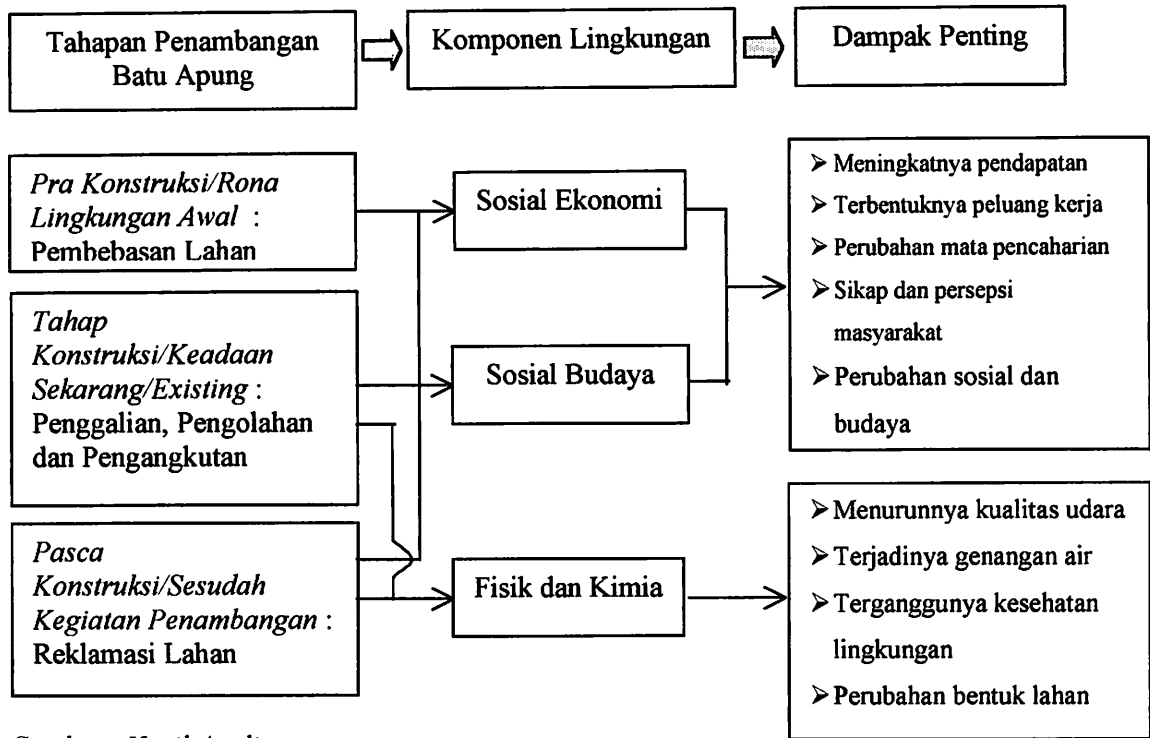 Tahapan Penambangan
Batu Apung
Komponen Lingkungan
Dampak Penting
Pra Konstruksi/Rona
Lingkungan Awal :
Pembebasan Lahan
Tahap
Konstruksi/Keadaan
Sekarang/Existing :
Penggalian, Pengolahan
dan Pengangkutan
Pasca
Konstruksi/Sesudah
Kegiatan Penambangan :
Reklamasi Lahan
Sosial Ekonomi
Sosial Budaya
Fisik dan Kimia
➢ Meningkatnya pendapatan
➢ Terbentuknya peluang kerja
➢ Perubahan mata pencaharian
➢ Sikap dan persepsi
masyarakat
➢ Perubahan sosial dan
budaya
➢ Menurunnya kualitas udara
➢ Terjadinya genangan air
➢ Terganggunya kesehatan
lingkungan
➢ Perubahan bentuk lahan